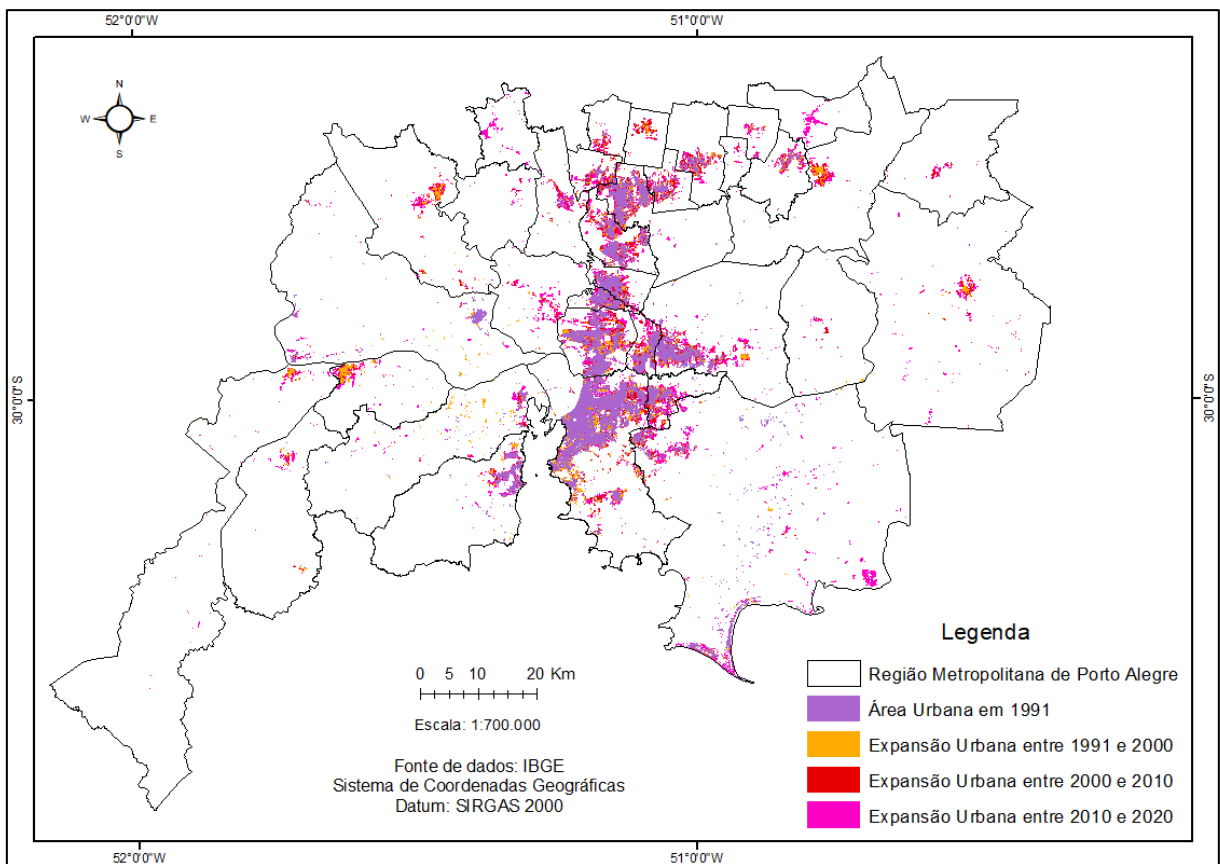 52°0'0"W
51°0'0"W
N
W
E
S
30°0'0"S
30°0'0"S
Legenda
Região Metropolitana de Porto Alegre
Área Urbana em 1991
Expansão Urbana entre 1991 e 2000
Expansão Urbana entre 2000 e 2010
Expansão Urbana entre 2010 e 2020
0 5 10 20 Km
Escala: 1:700.000
Fonte de dados: IBGE
Sistema de Coordenadas Geográficas
Datum: SIRGAS 2000
52°0'0"W
51°0'0"W